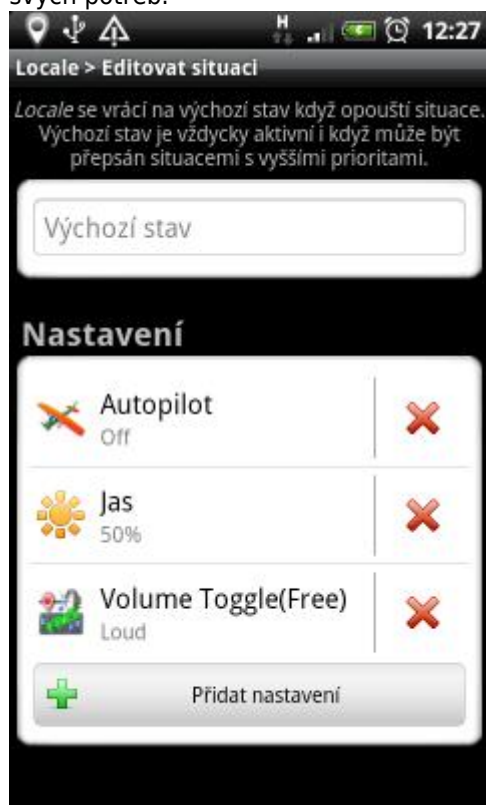 svých potřeb.
H
12:27
Locale > Editovat situaci
Locale se vrácí na výchozí stav když opouští situace.
Výchozí stav je vždycky aktivní i když může být
přepsán situacemi s vyššími prioritami.
Výchozí stav
Nastavení
Autopilot
Off
Jas
50%
Volume Toggle(Free)
Loud
Přidat nastavení